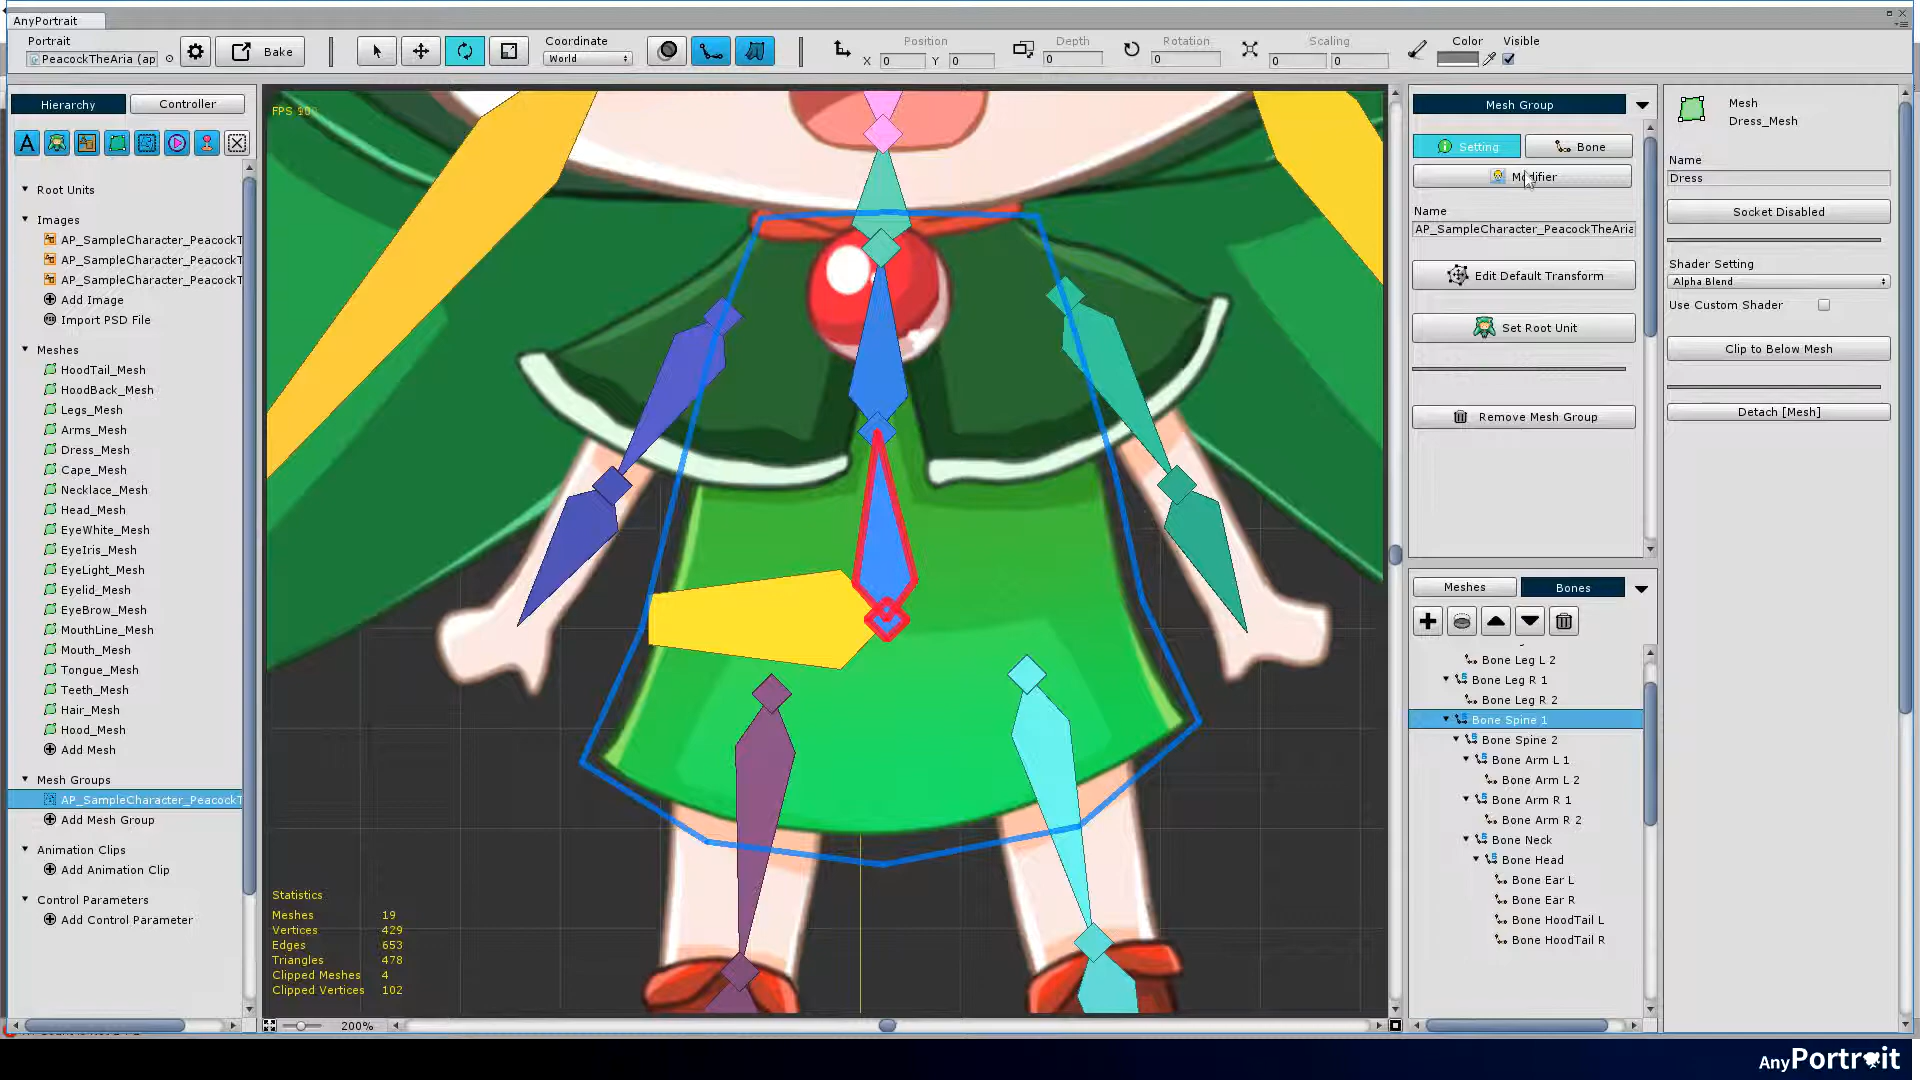 AnyPortrait
Portrait
PeacockTheAria (ap
Bake
Coordinate
World
Position
X 0 Y 0
Depth
0
Rotation
0
Scaling
0 0
Color
Visible
Hierarchy
Controller
A
Root Units
Images
AP_SampleCharacter_PeacockT
AP_SampleCharacter_PeacockT
AP_SampleCharacter_PeacockT
Add Image
Import PSD File
Meshes
HoodTail_Mesh
HoodBack_Mesh
Legs_Mesh
Arms_Mesh
Dress_Mesh
Cape_Mesh
Necklace_Mesh
Head_Mesh
EyeWhite_Mesh
EyeIris_Mesh
EyeLight_Mesh
Eyelid_Mesh
EyeBrow_Mesh
MouthLine_Mesh
Mouth_Mesh
Tongue_Mesh
Teeth_Mesh
Hair_Mesh
Hood_Mesh
Add Mesh
Mesh Groups
AP_SampleCharacter_PeacockT
Add Mesh Group
Animation Clips
Add Animation Clip
Control Parameters
Add Control Parameter
FPS
Statistics
Meshes 19
Vertices 429
Edges 653
Triangles 478
Clipped Meshes 4
Clipped Vertices 102
200%
Mesh Group
Setting
Bone
Modifier
Name
AP_SampleCharacter_PeacockTheAria
Edit Default Transform
Set Root Unit
Remove Mesh Group
Meshes
Bones
Bone Leg L 2
Bone Leg R 1
Bone Leg R 2
Bone Spine 1
Bone Spine 2
Bone Arm L 1
Bone Arm L 2
Bone Arm R 1
Bone Arm R 2
Bone Neck
Bone Head
Bone Ear L
Bone Ear R
Bone HoodTail L
Bone HoodTail R
Mesh
Dress_Mesh
Name
Dress
Socket Disabled
Shader Setting
Alpha Blend
Use Custom Shader
Clip to Below Mesh
Detach [Mesh]
AnyPortrait